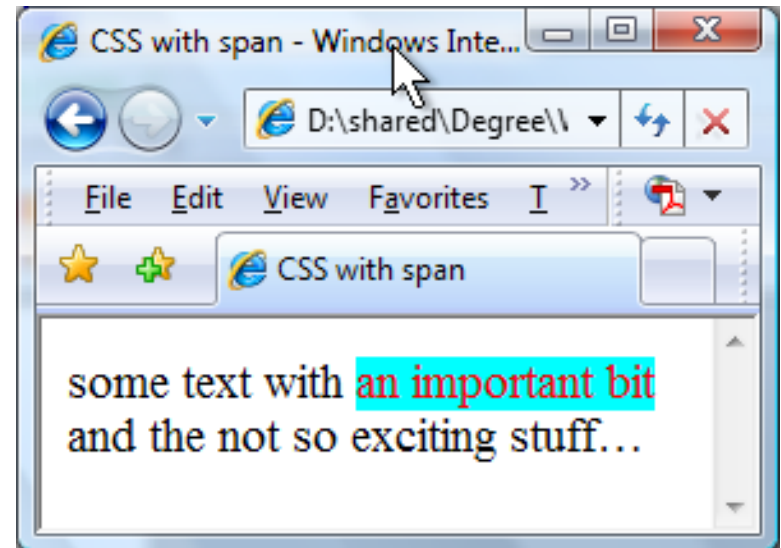 CSS with span - Windows Inte...
D:\shared\Degree\\
File Edit View Favorites T »
CSS with span
some text with an important bit
and the not so exciting stuff…